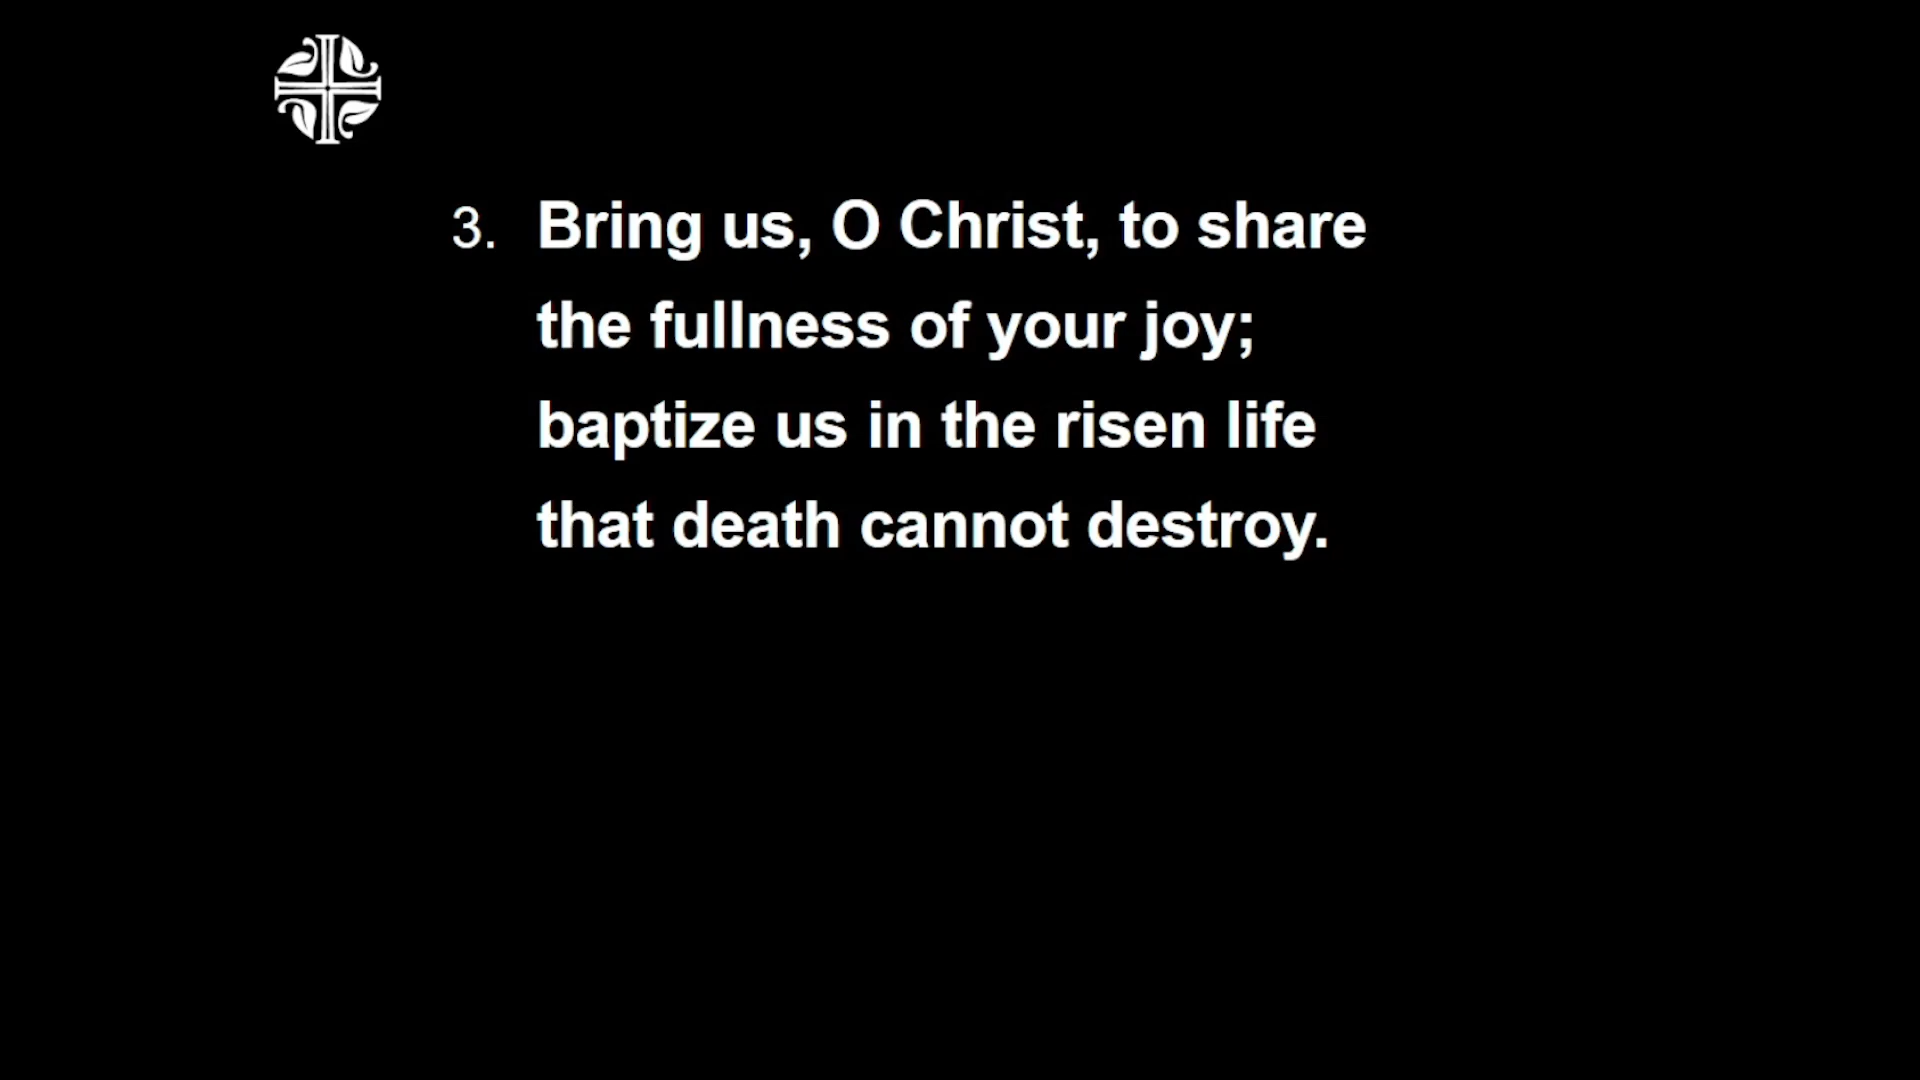 3. Bring us, O Christ, to share
the fullness of your joy;
baptize us in the risen life
that death cannot destroy.